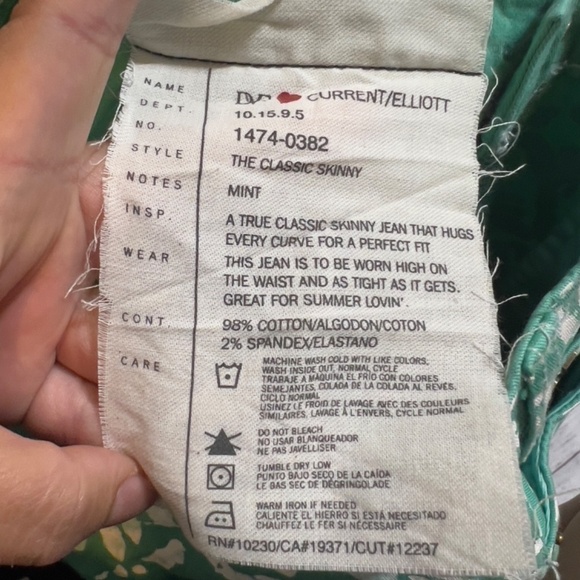 NAME DVF ❤ CURRENT/ELLIOTT
DEPT. 10.15.9.5
NO. 1474-0382
STYLE THE CLASSIC SKINNY
NOTES MINT
INSP. A TRUE CLASSIC SKINNY JEAN THAT HUGS
EVERY CURVE FOR A PERFECT FIT
WEAR THIS JEAN IS TO BE WORN HIGH ON
THE WAIST AND AS TIGHT AS IT GETS.
GREAT FOR SUMMER LOVIN'.
CONT. 98% COTTON/ALGODON/COTON
2% SPANDEX/ELASTANO
CARE MACHINE WASH COLD WITH LIKE COLORS,
WASH INSIDE OUT, NORMAL CYCLE
TRABAJE A MAQUINA EL FRIO CON COLORES
SEMEJANTES, COLADA DE LA COLADA AL REVÉS,
CICLO NORMAL
USINEZ LE FROID DE LAVAGE AVEC DES COULEURS
SIMILAIRES, LAVAGE À L'ENVERS, CYCLE NORMAL
DO NOT BLEACH
NO USAR BLANQUEADOR
NE PAS JAVELLISER
TUMBLE DRY LOW
PUNTO BAJO SECO DE LA CAÍDA
LE BAS SEC DE DÉGRINGOLADE
WARM IRON IF NEEDED
CALIENTE EL HIERRO SI ESTÁ NECESITADO
CHAUFFEZ LE FER SI NÉCESSAIRE
RN#10230/CA#19371/CUT#12237